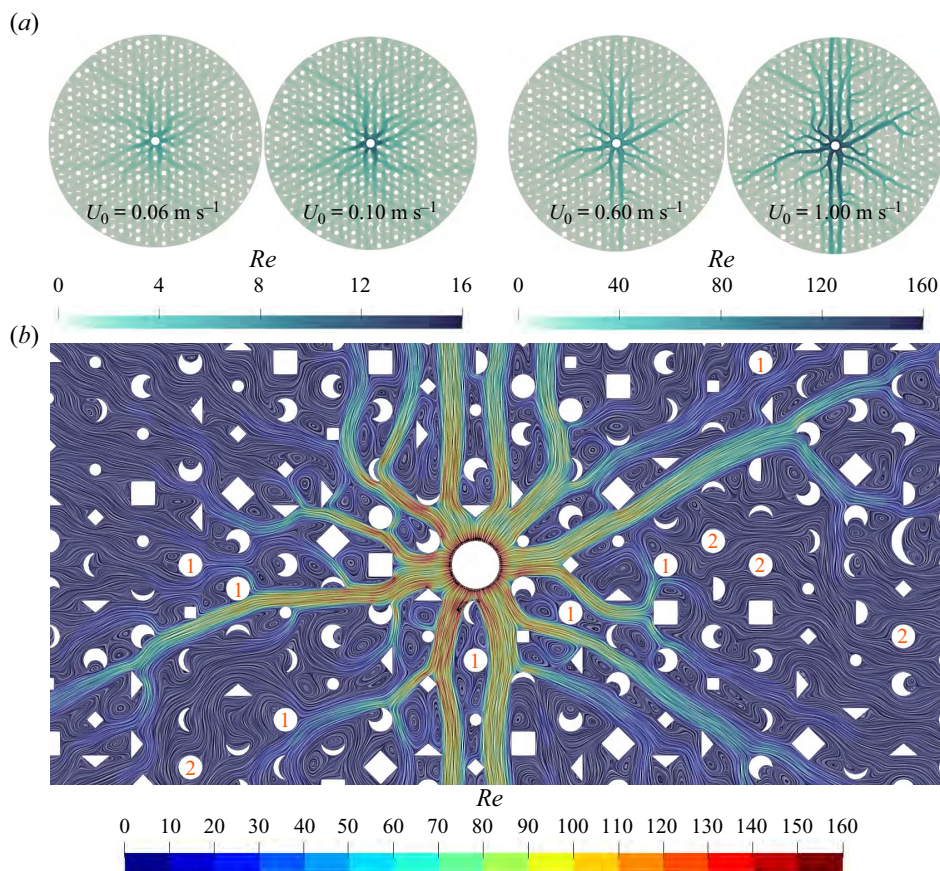 (a)
U₀ = 0.06 m s⁻¹ U₀ = 0.10 m s⁻¹ U₀ = 0.60 m s⁻¹ U₀ = 1.00 m s⁻¹
Re Re
0 4 8 12 16 0 40 80 120 160
(b)
1
2
1 1 2
1 1
2
1
1
2
Re
0 10 20 30 40 50 60 70 80 90 100 110 120 130 140 150 160